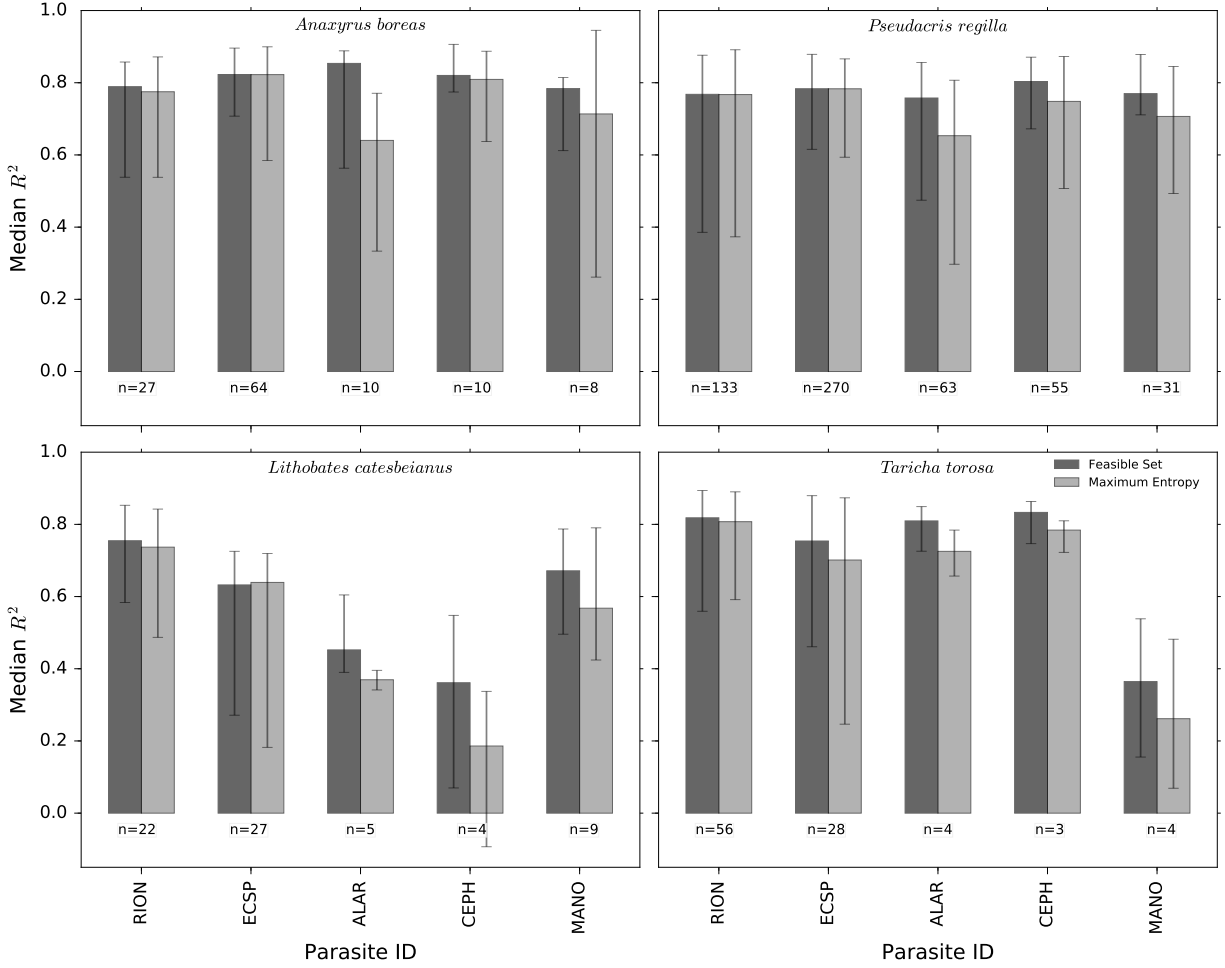 Anaxyrus boreas
Pseudacris regilla
Median R²
1.0
0.8
0.6
0.4
0.2
0.0
n=27 n=64 n=10 n=10 n=8
n=133 n=270 n=63 n=55 n=31
Lithobates catesbeianus
Taricha torosa
Feasible Set
Maximum Entropy
Median R²
1.0
0.8
0.6
0.4
0.2
0.0
n=22 n=27 n=5 n=4 n=9
n=56 n=28 n=4 n=3 n=4
RION ECSP ALAR CEPH MANO
RION ECSP ALAR CEPH MANO
Parasite ID
Parasite ID